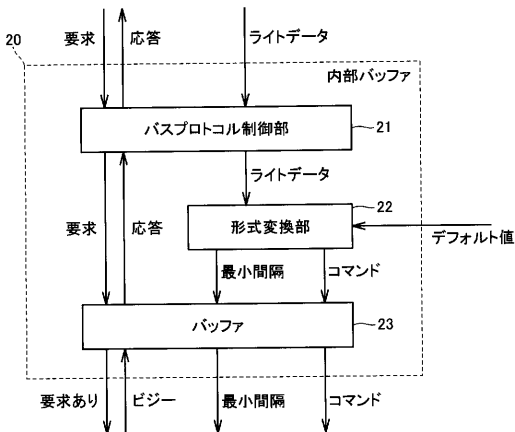 20
要求
応答
ライトデータ
内部バッファ
バスプロトコル制御部
21
ライトデータ
要求
応答
22
形式変換部
デフォルト値
最小間隔
コマンド
バッファ
23
要求あり
ビジー
最小間隔
コマンド